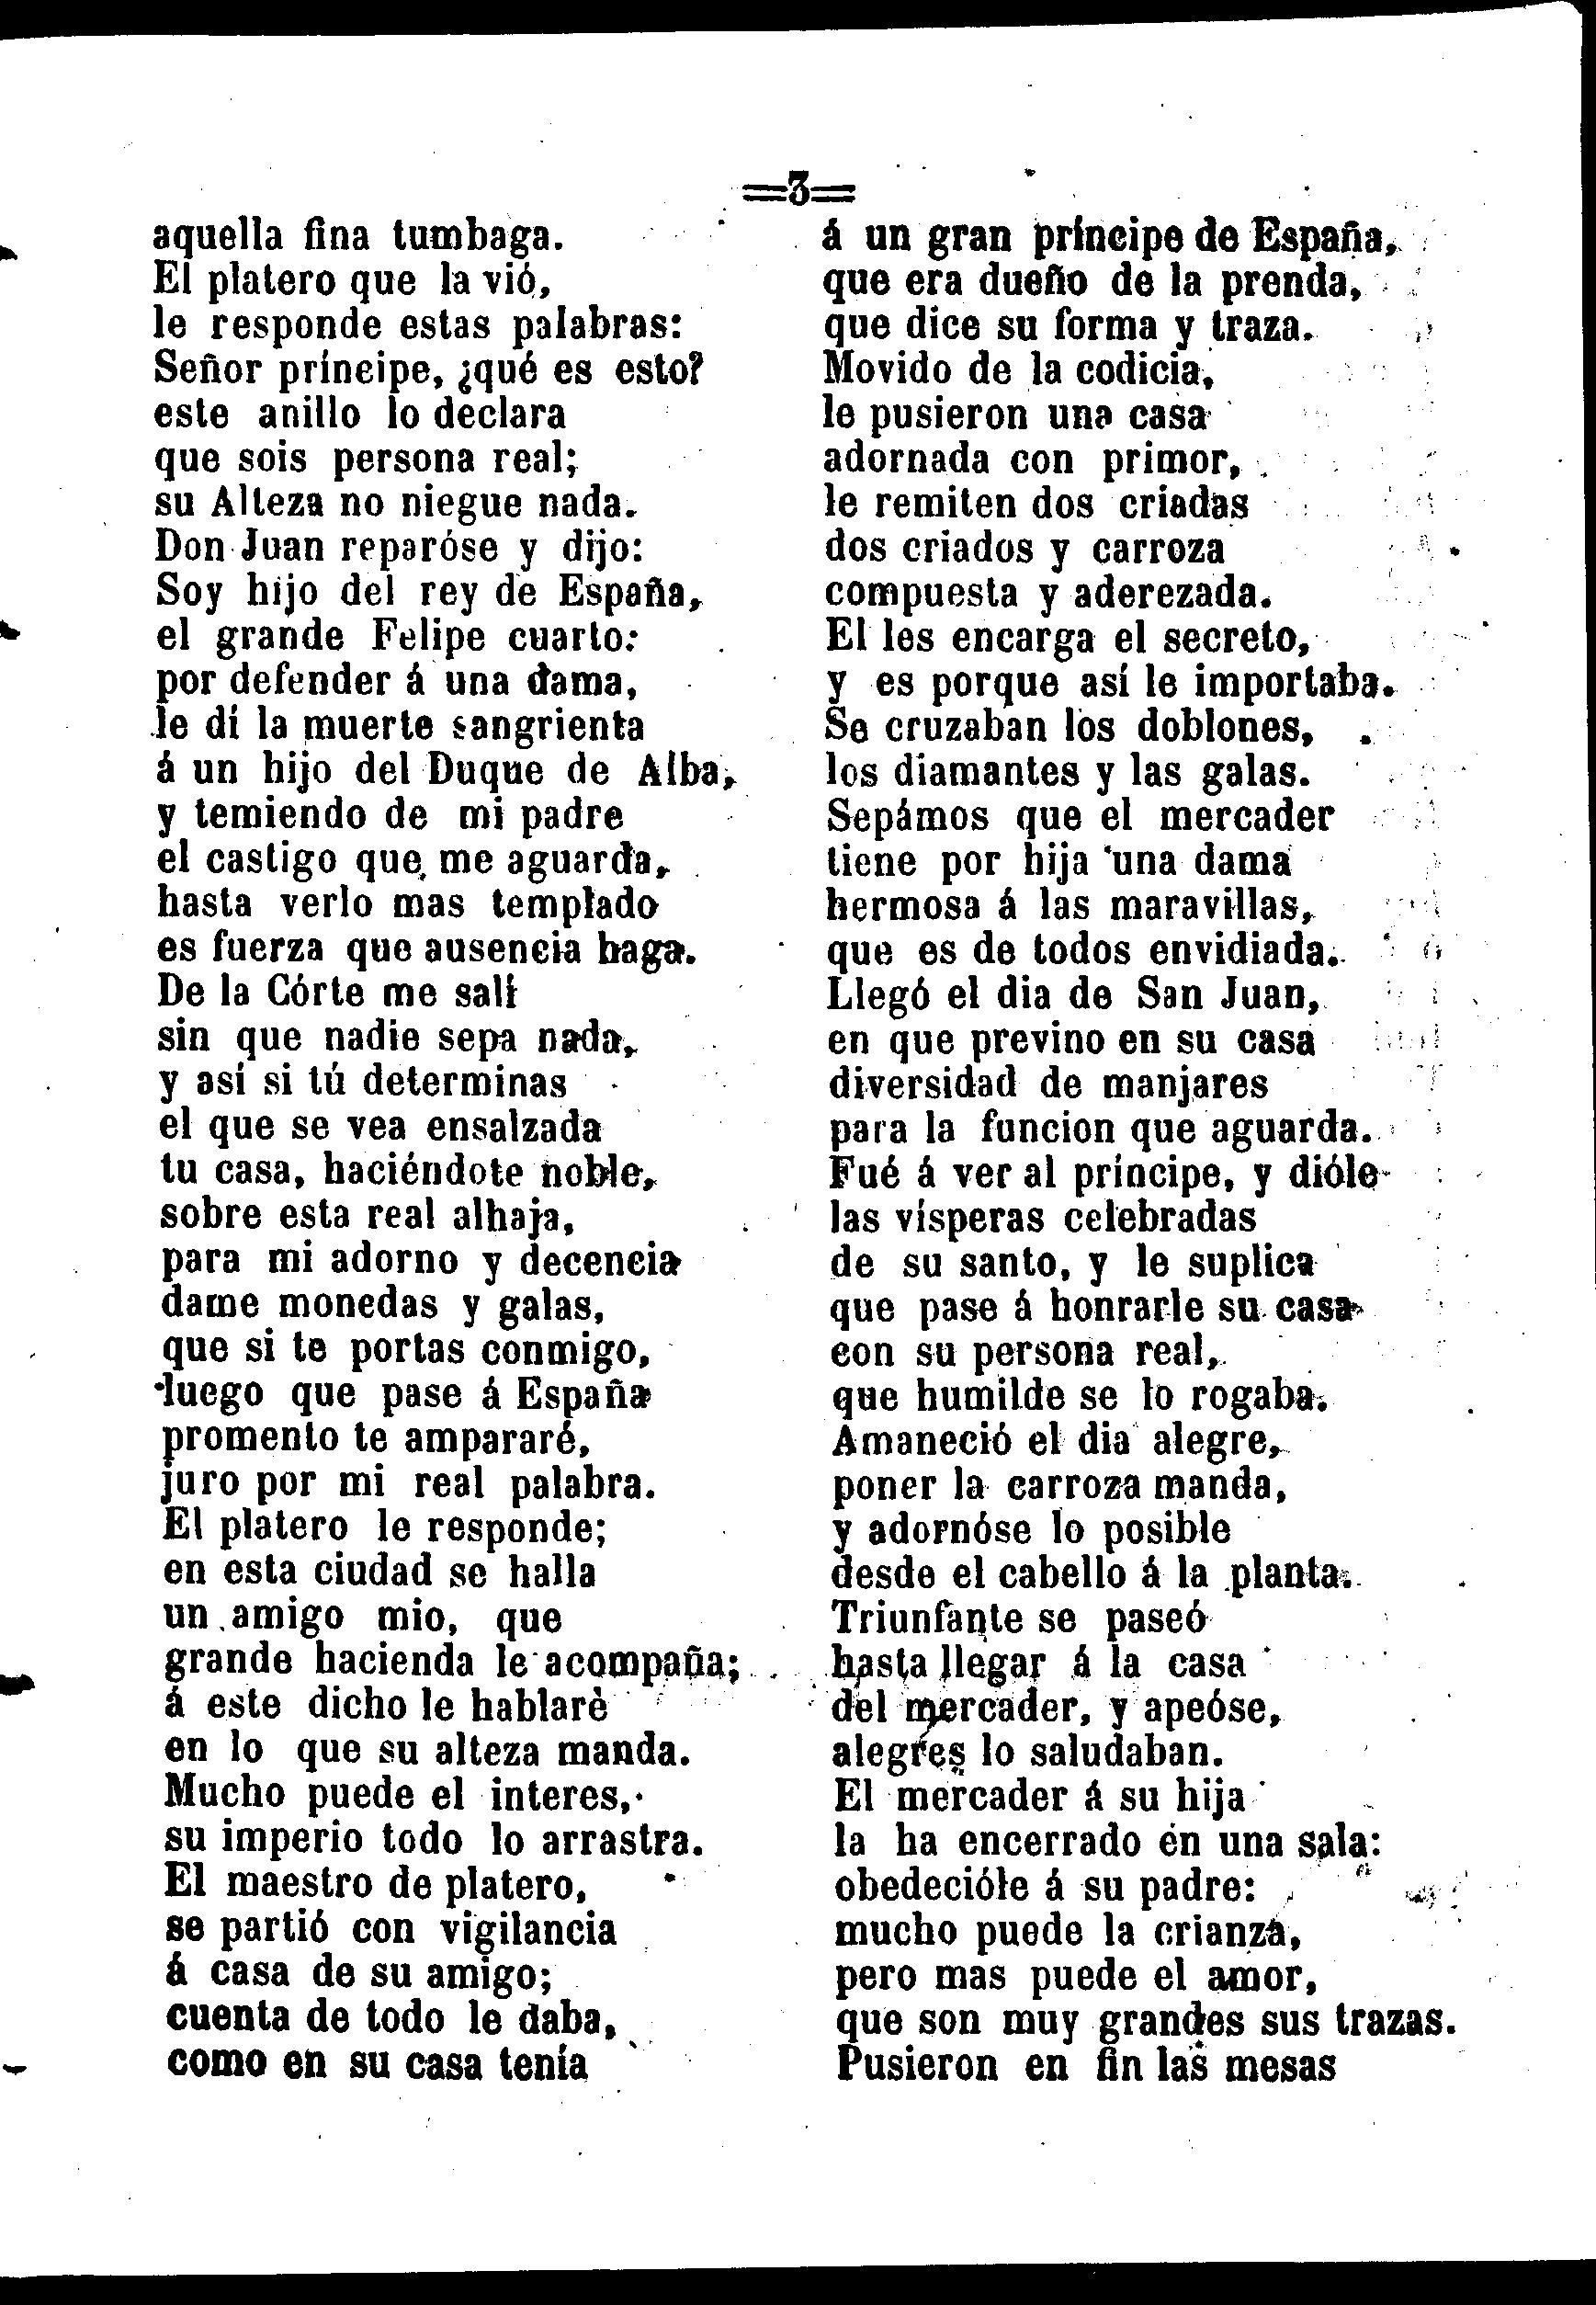 =3=
aquella fina tumbaga.
El platero que la vió,
le responde estas palabras:
Señor príncipe, ¿qué es esto?
este anillo lo declara
que sois persona real;
su Alteza no niegue nada.
Don Juan reparóse y dijo:
Soy hijo del rey de España,
el grande Felipe cuarto:
por defender á una dama,
le dí la muerte sangrienta
á un hijo del Duque de Alba,
y temiendo de mi padre
el castigo que me aguarda,
hasta verlo mas templado
es fuerza que ausencia haga.
De la Córte me salí
sin que nadie sepa nada,
y así si tú determinas
el que se vea ensalzada
tu casa, haciéndote noble,
sobre esta real alhaja,
para mi adorno y decencia
dame monedas y galas,
que si te portas conmigo,
luego que pase á España
promento te ampararé,
juro por mi real palabra.
El platero le responde;
en esta ciudad se halla
un amigo mio, que
grande hacienda le acompaña;
á este dicho le hablarè
en lo que su alteza manda.
Mucho puede el interes,
su imperio todo lo arrastra.
El maestro de platero,
se partió con vigilancia
á casa de su amigo;
cuenta de todo le daba,
como en su casa tenía
á un gran príncipe de España,
que era dueño de la prenda,
que dice su forma y traza.
Movido de la codicia,
le pusieron una casa
adornada con primor,
le remiten dos criadas
dos criados y carroza
compuesta y aderezada.
El les encarga el secreto,
y es porque así le importaba.
Se cruzaban los doblones,
los diamantes y las galas.
Sepámos que el mercader
tiene por hija una dama
hermosa á las maravillas,
que es de todos envidiada.
Llegó el dia de San Juan,
en que previno en su casa
diversidad de manjares
para la funcion que aguarda.
Fué á ver al príncipe, y dióle
las vísperas celebradas
de su santo, y le suplica
que pase á honrarle su casa
con su persona real,
que humilde se lo rogaba.
Amaneció el dia alegre,
poner la carroza manda,
y adornóse lo posible
desde el cabello á la planta.
Triunfante se paseó
hasta llegar á la casa
del mercader, y apeóse,
alegres lo saludaban.
El mercader á su hija
la ha encerrado en una sala:
obedecióle á su padre:
mucho puede la crianza,
pero mas puede el amor,
que son muy grandes sus trazas.
Pusieron en fin las mesas